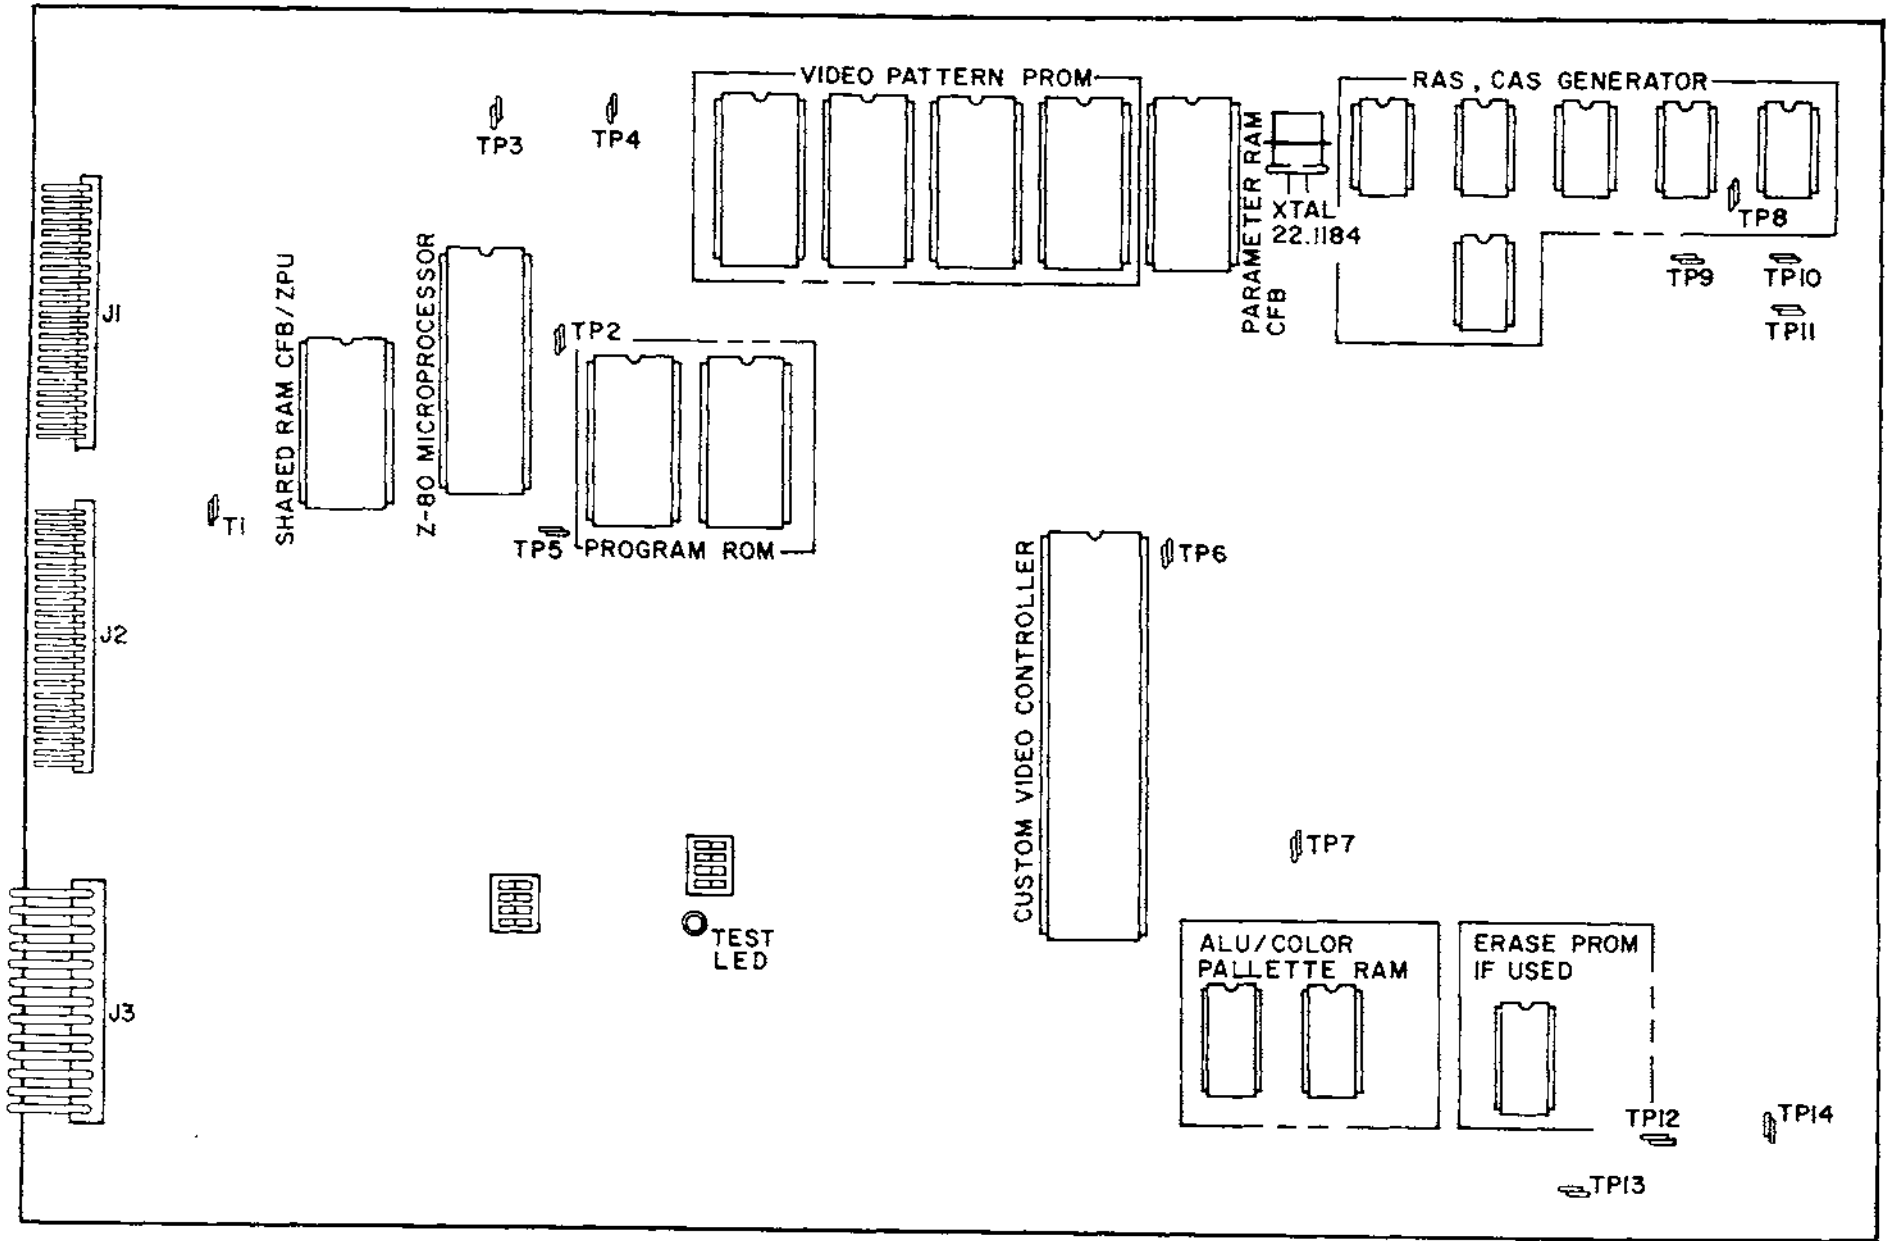 VIDEO PATTERN PROM
RAS, CAS GENERATOR
TP3
TP4
PARAMETER RAM
CFB
XTAL
22.1184
TP8
TP9
TP10
TP11
J1
SHARED RAM CFB/ZPU
Z-80 MICROPROCESSOR
TP2
T1
TP5
PROGRAM ROM
TP6
J2
CUSTOM VIDEO CONTROLLER
TP7
TEST
LED
ALU/COLOR
PALLETTE RAM
ERASE PROM
IF USED
J3
TP12
TP14
TP13